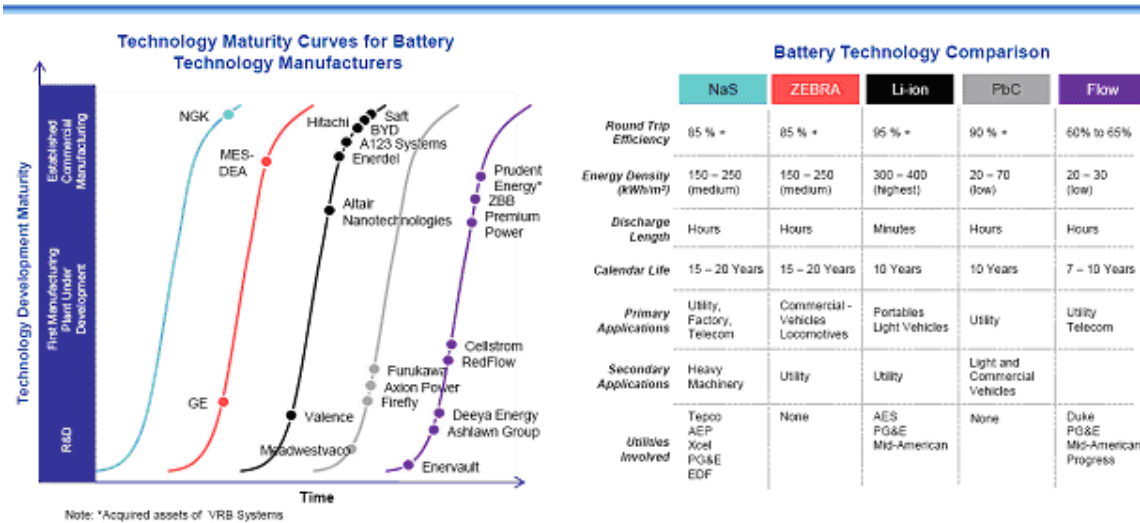 Technology Maturity Curves for Battery
Technology Manufacturers
Technology Development Maturity
Established
Commercial
Manufacturing
First Manufacturing
Plant Under
Development
R&D
NGK
MES-
DEA
GE
Hitachi
Saft
BYD
A123 Systems
Enerdel
Altair
Nanotechnologies
Valence
Furukawa
Axion Power
Firefly
Meadwestvaco
Prudent
Energy*
ZBB
Premium
Power
Cellstrom
RedFlow
Deeya Energy
Ashlawn Group
Enervault
Time
Note: *Acquired assets of VRB Systems
Battery Technology Comparison
NaS ZEBRA Li-ion PbC Flow
Round Trip
Efficiency
85 % + 85 % + 95 % + 90 % + 60% to 65%
Energy Density
(kWh/m³)
150 – 250
(medium)
150 – 250
(medium)
300 – 400
(highest)
20 – 70
(low)
20 – 30
(low)
Discharge
Length
Hours Hours Minutes Hours Hours
Calendar Life
15 – 20 Years 15 – 20 Years 10 Years 10 Years 7 – 10 Years
Primary
Applications
Utility,
Factory,
Telecom
Commercial -
Vehicles
Locomotives
Portables
Light Vehicles
Utility
Utility
Telecom
Secondary
Applications
Heavy
Machinery
Utility
Utility
Light and
Commercial
Vehicles
Utilities
Involved
Tepco
AEP
Xcel
PG&E
EDF
None
AES
PG&E
Mid-American
None
Duke
PG&E
Mid-American
Progress